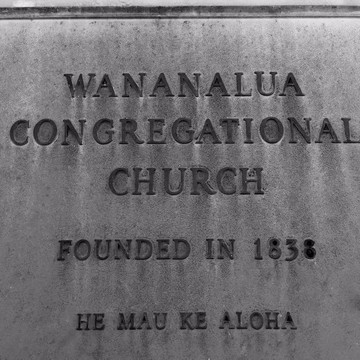 WANANALUA
CONGREGATIONAL
CHURCH
FOUNDED IN 1838
HE MAU KE ALOHA